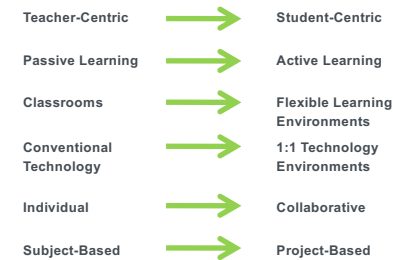 Teacher-Centric Student-Centric
Passive Learning Active Learning
Classrooms Flexible Learning
Environments
Conventional 1:1 Technology
Technology Environments
Individual Collaborative
Subject-Based Project-Based